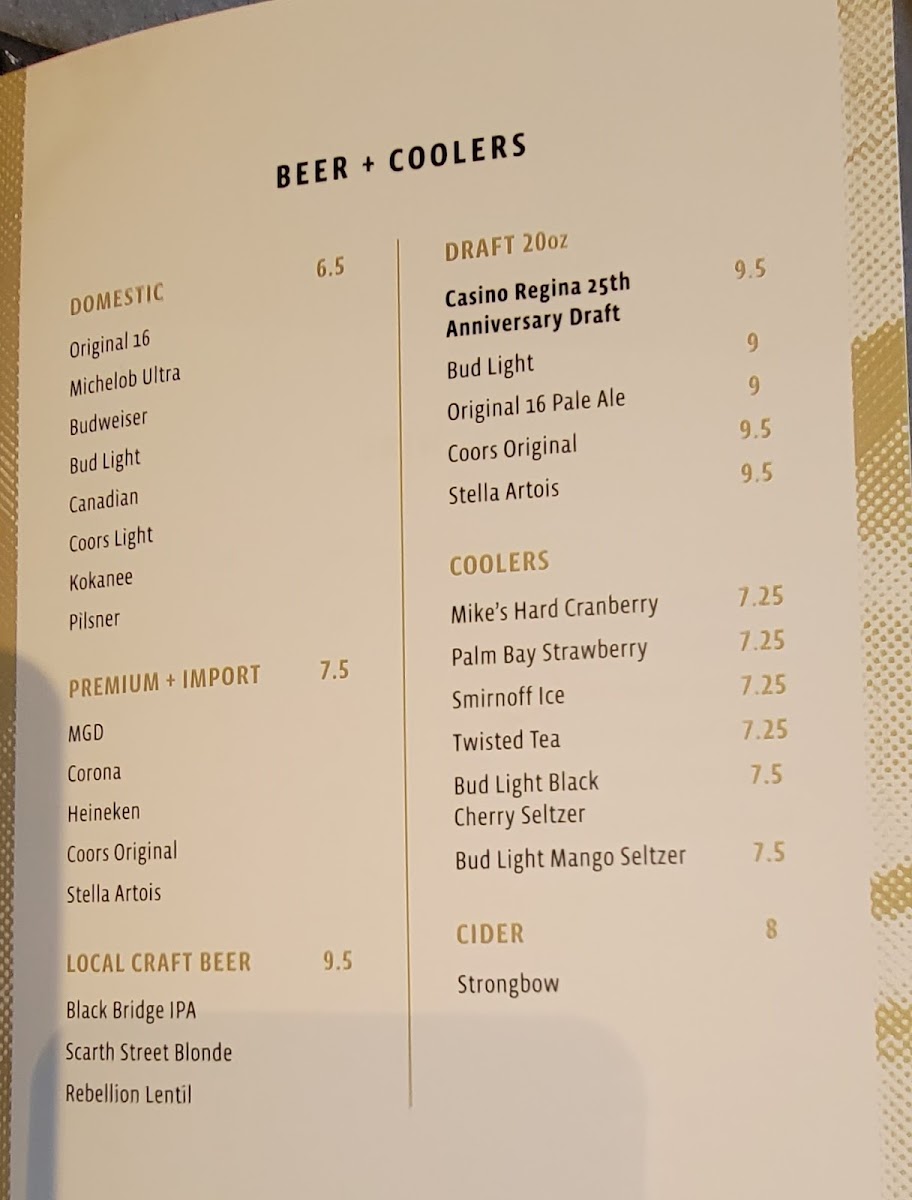 BEER + COOLERS
DOMESTIC 6.5
Original 16
Michelob Ultra
Budweiser
Bud Light
Canadian
Coors Light
Kokanee
Pilsner
PREMIUM + IMPORT 7.5
MGD
Corona
Heineken
Coors Original
Stella Artois
LOCAL CRAFT BEER 9.5
Black Bridge IPA
Scarth Street Blonde
Rebellion Lentil
DRAFT 20oz
Casino Regina 25th 9.5
Anniversary Draft
Bud Light 9
Original 16 Pale Ale 9
Coors Original 9.5
Stella Artois 9.5
COOLERS
Mike's Hard Cranberry 7.25
Palm Bay Strawberry 7.25
Smirnoff Ice 7.25
Twisted Tea 7.25
Bud Light Black 7.5
Cherry Seltzer
Bud Light Mango Seltzer 7.5
CIDER 8
Strongbow